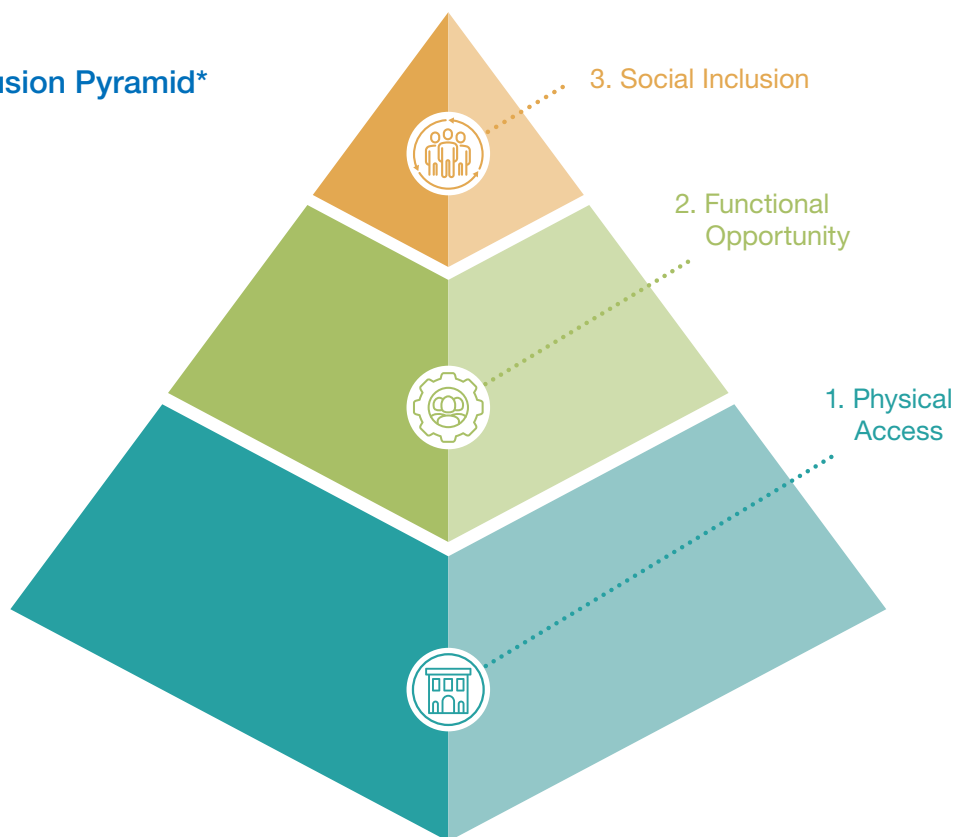 usion Pyramid*
3. Social Inclusion
2. Functional
Opportunity
1. Physical
Access